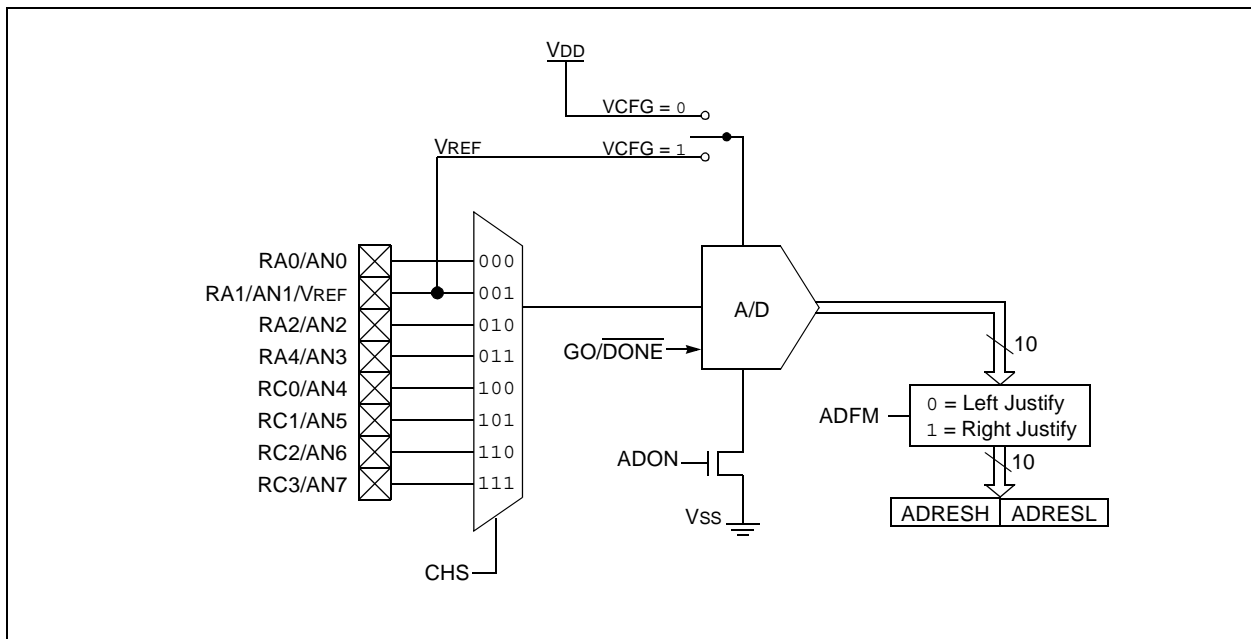 VDD
VCFG = 0
VREF
VCFG = 1
RA0/AN0
000
RA1/AN1/VREF
001
RA2/AN2
010
RA4/AN3
011
RC0/AN4
100
RC1/AN5
101
RC2/AN6
110
RC3/AN7
111
CHS
A/D
GO/DONE
ADON
VSS
10
ADFM
0 = Left Justify
1 = Right Justify
10
ADRESH
ADRESL